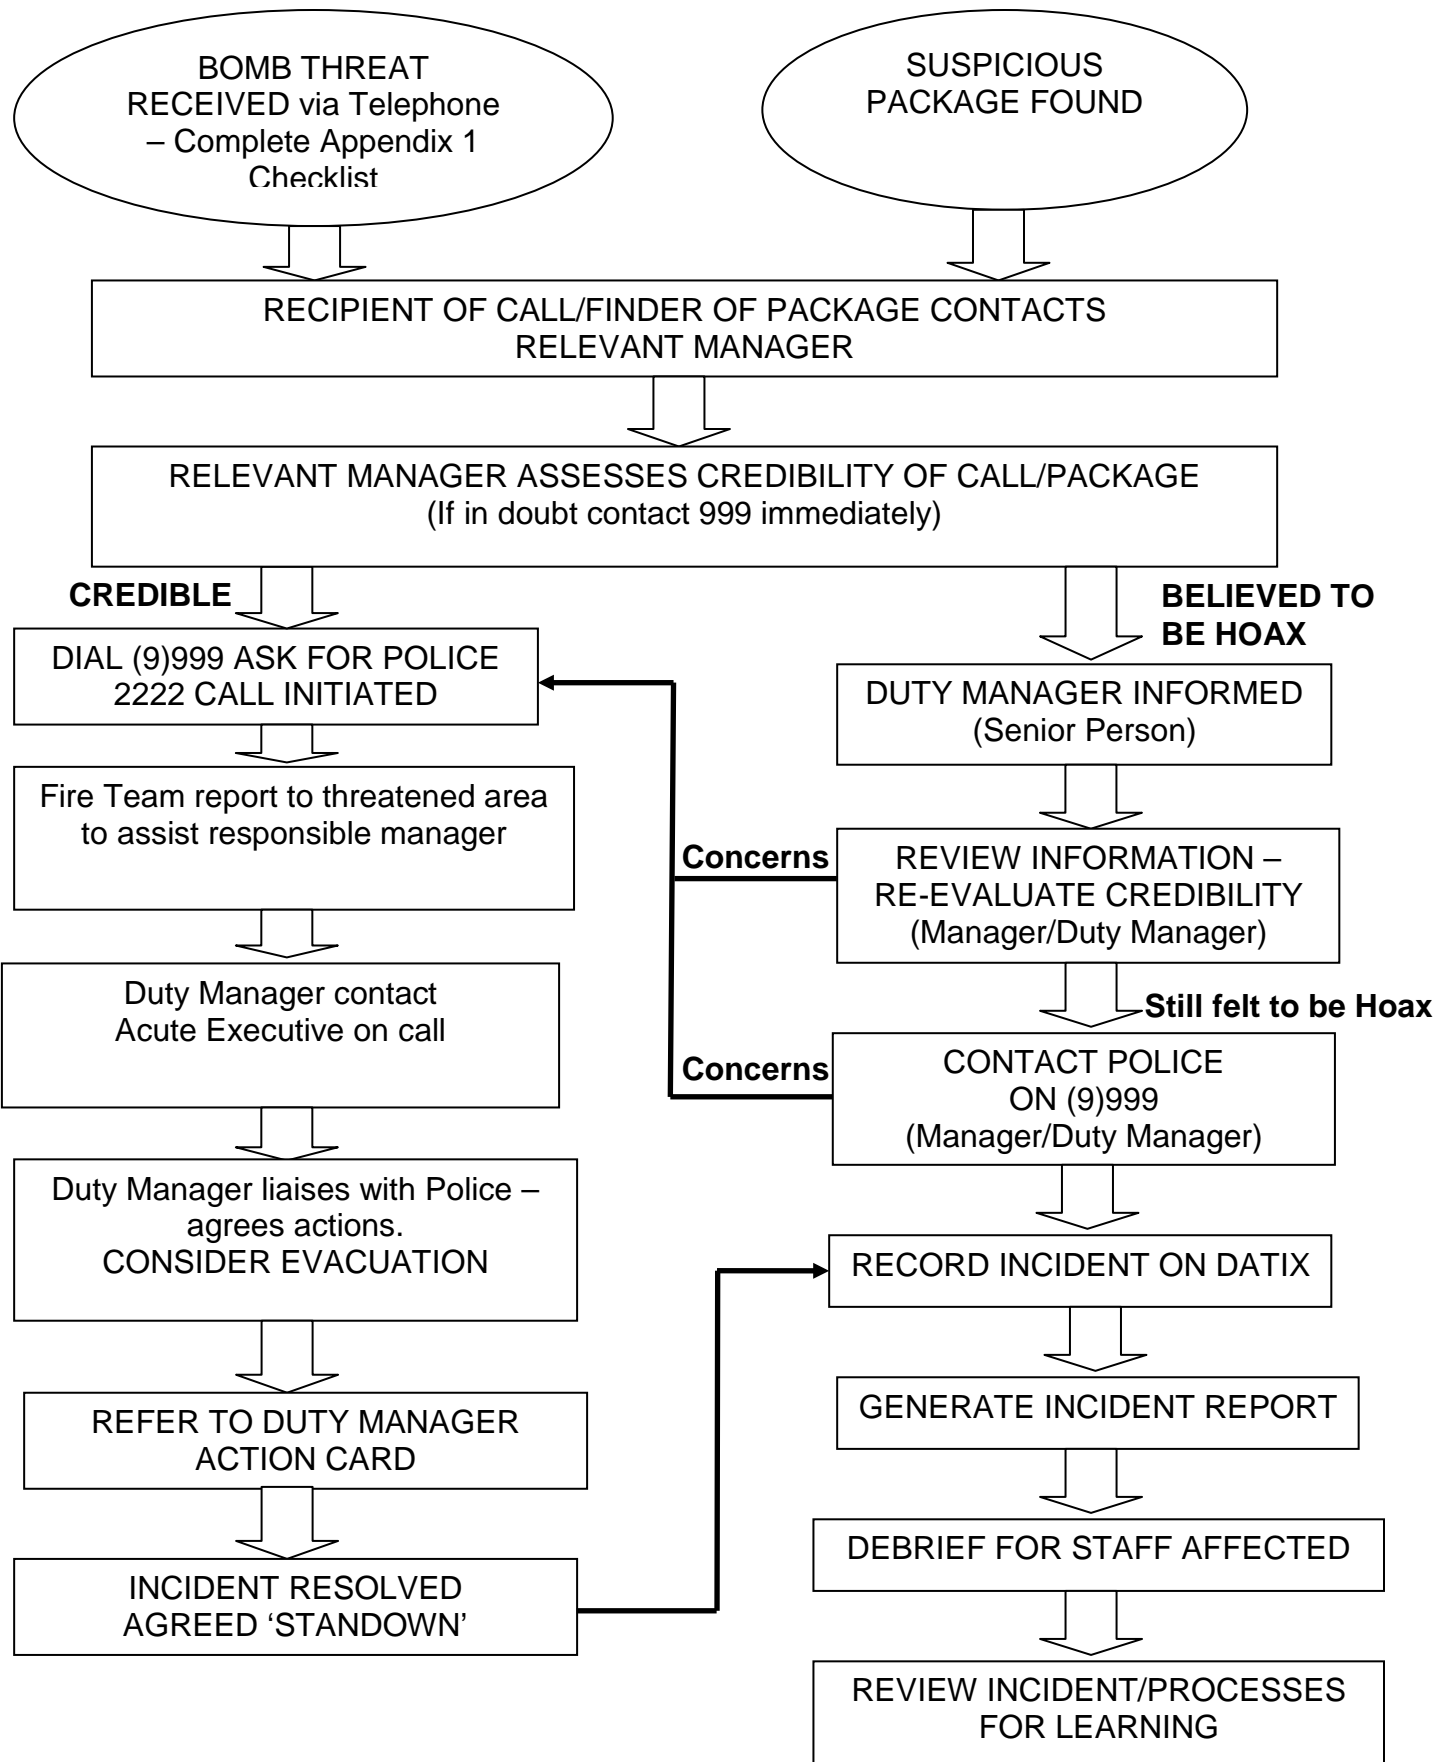 BOMB THREAT
RECEIVED via Telephone
– Complete Appendix 1
Checklist
SUSPICIOUS
PACKAGE FOUND
RECIPIENT OF CALL/FINDER OF PACKAGE CONTACTS
RELEVANT MANAGER
RELEVANT MANAGER ASSESSES CREDIBILITY OF CALL/PACKAGE
(If in doubt contact 999 immediately)
CREDIBLE
BELIEVED TO
BE HOAX
DIAL (9)999 ASK FOR POLICE
2222 CALL INITIATED
DUTY MANAGER INFORMED
(Senior Person)
Fire Team report to threatened area
to assist responsible manager
Concerns
REVIEW INFORMATION –
RE-EVALUATE CREDIBILITY
(Manager/Duty Manager)
Duty Manager contact
Acute Executive on call
Still felt to be Hoax
Concerns
CONTACT POLICE
ON (9)999
(Manager/Duty Manager)
Duty Manager liaises with Police –
agrees actions.
CONSIDER EVACUATION
RECORD INCIDENT ON DATIX
REFER TO DUTY MANAGER
ACTION CARD
GENERATE INCIDENT REPORT
INCIDENT RESOLVED
AGREED ‘STANDOWN’
DEBRIEF FOR STAFF AFFECTED
REVIEW INCIDENT/PROCESSES
FOR LEARNING